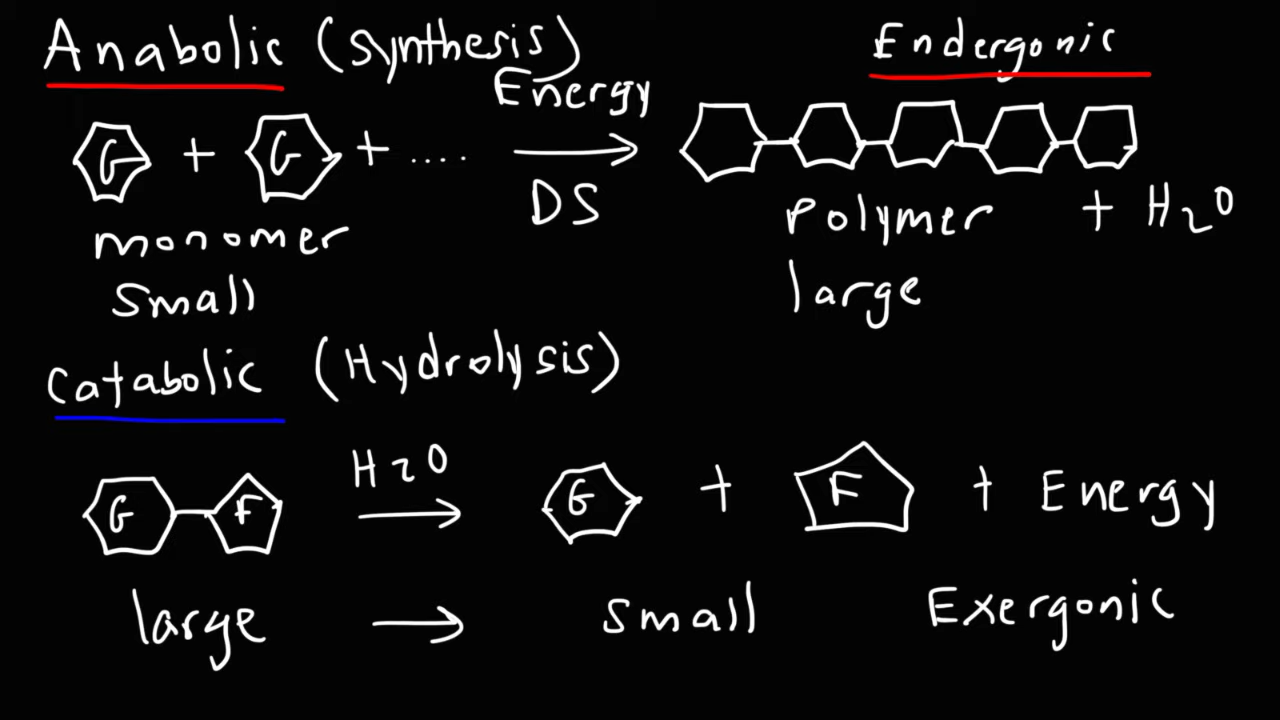 Anabolic (synthesis) Endergonic
Energy
G + G + ....
DS
monomer polymer + H2O
small large
Catabolic (Hydrolysis)
H2O
G F G + F + Energy
large small Exergonic